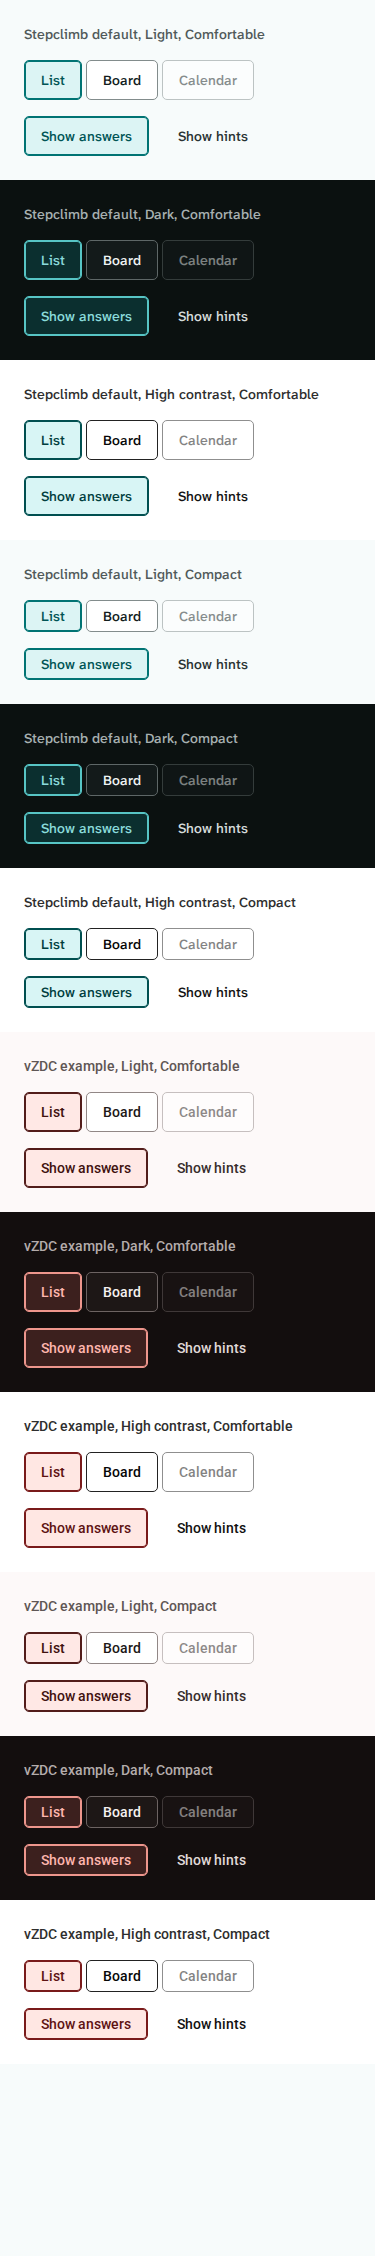 Stepclimb default, Light, Comfortable
List Board Calendar
Show answers Show hints
Stepclimb default, Dark, Comfortable
List Board Calendar
Show answers Show hints
Stepclimb default, High contrast, Comfortable
List Board Calendar
Show answers Show hints
Stepclimb default, Light, Compact
List Board Calendar
Show answers Show hints
Stepclimb default, Dark, Compact
List Board Calendar
Show answers Show hints
Stepclimb default, High contrast, Compact
List Board Calendar
Show answers Show hints
vZDC example, Light, Comfortable
List Board Calendar
Show answers Show hints
vZDC example, Dark, Comfortable
List Board Calendar
Show answers Show hints
vZDC example, High contrast, Comfortable
List Board Calendar
Show answers Show hints
vZDC example, Light, Compact
List Board Calendar
Show answers Show hints
vZDC example, Dark, Compact
List Board Calendar
Show answers Show hints
vZDC example, High contrast, Compact
List Board Calendar
Show answers Show hints